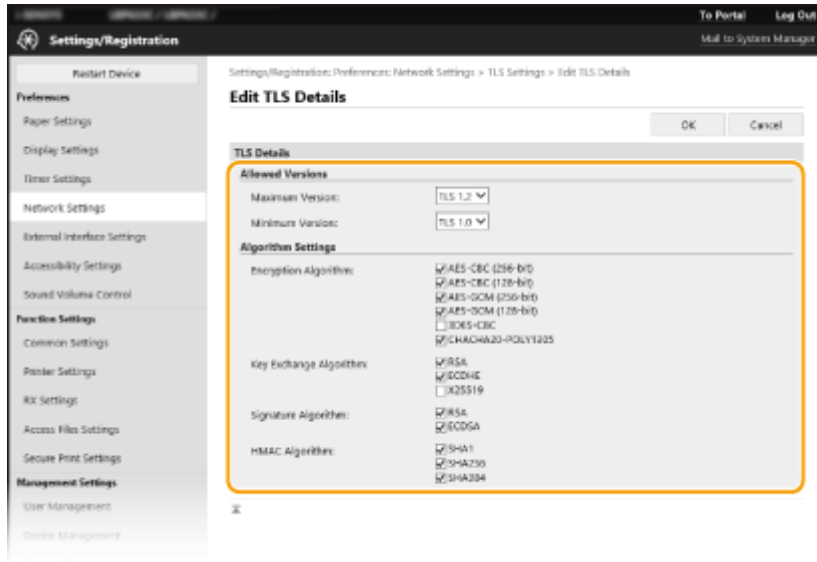 To Portal Log Out
Settings/Registration
Mail to System Manager
Restart Device
Preferences
Paper Settings
Display Settings
Timer Settings
Network Settings
External Interface Settings
Accessibility Settings
Sound Volume Control
Function Settings
Common Settings
Printer Settings
RX Settings
Access Files Settings
Secure Print Settings
Management Settings
User Management
Device Management
Settings/Registration: Preferences: Network Settings > TLS Settings > Edit TLS Details
Edit TLS Details
OK Cancel
TLS Details
Allowed Versions
Maximum Version: TLS 1.2
Minimum Version: TLS 1.0
Algorithm Settings
Encryption Algorithm: AES-CBC (256-bit)
AES-CBC (128-bit)
AES-GCM (256-bit)
AES-GCM (128-bit)
3DES-CBC
CHACHA20-POLY1305
Key Exchange Algorithm: RSA
ECDHE
X25519
Signature Algorithm: RSA
ECDSA
HMAC Algorithm: SHA1
SHA256
SHA384